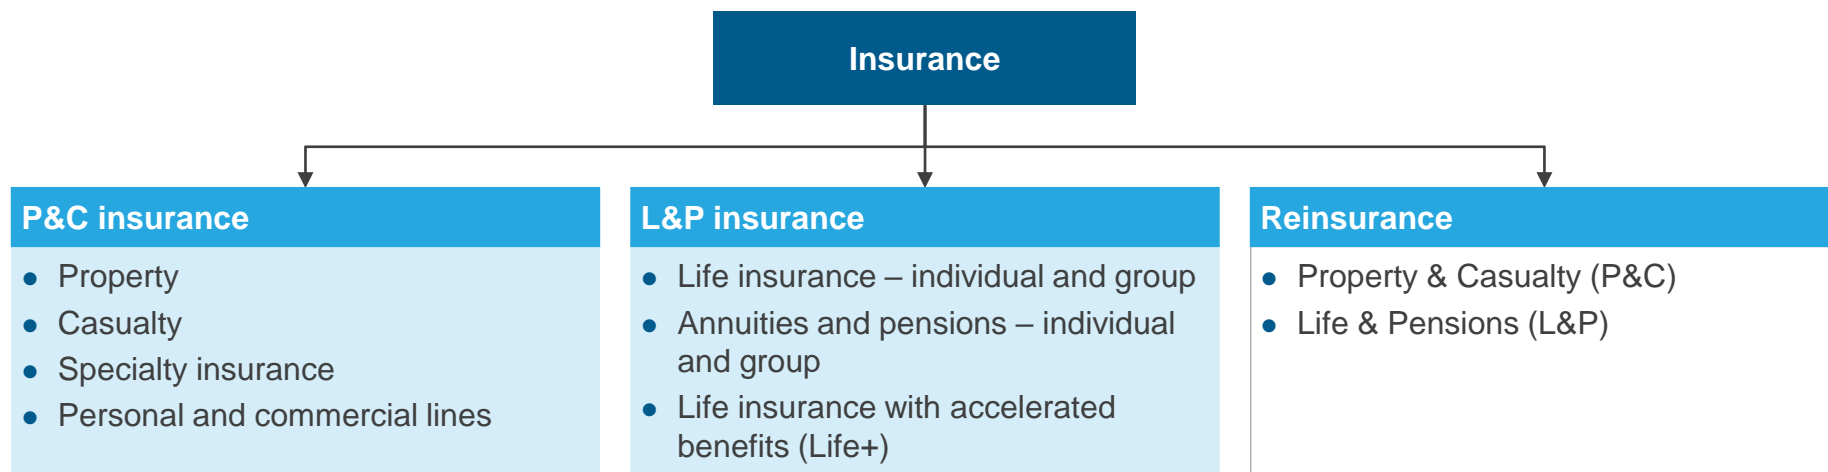 Insurance
P&C insurance
● Property
● Casualty
● Specialty insurance
● Personal and commercial lines
L&P insurance
● Life insurance – individual and group
● Annuities and pensions – individual
and group
● Life insurance with accelerated
benefits (Life+)
Reinsurance
● Property & Casualty (P&C)
● Life & Pensions (L&P)